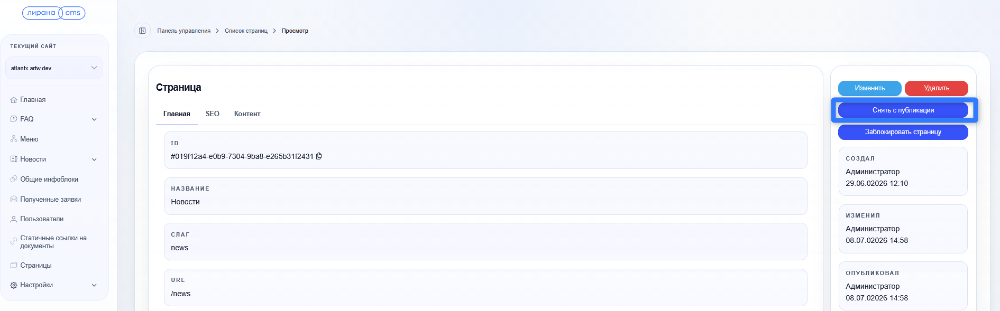 лирана cms
ТЕКУЩИЙ САЙТ
atlantx.artw.dev
Главная
FAQ
Меню
Новости
Общие инфоблоки
Полученные заявки
Пользователи
Статичные ссылки на
документы
Страницы
Настройки
Панель управления > Список страниц > Просмотр
Страница
Главная SEO Контент
ID
#019f12a4-e0b9-7304-9ba8-e265b31f2431
НАЗВАНИЕ
Новости
СЛАГ
news
URL
/news
Изменить Удалить
Снять с публикации
Заблокировать страницу
СОЗДАЛ
Администратор
29.06.02026 12:10
ИЗМЕНИЛ
Администратор
08.07.02026 14:58
ОПУБЛИКОВАЛ
Администратор
08.07.02026 14:58